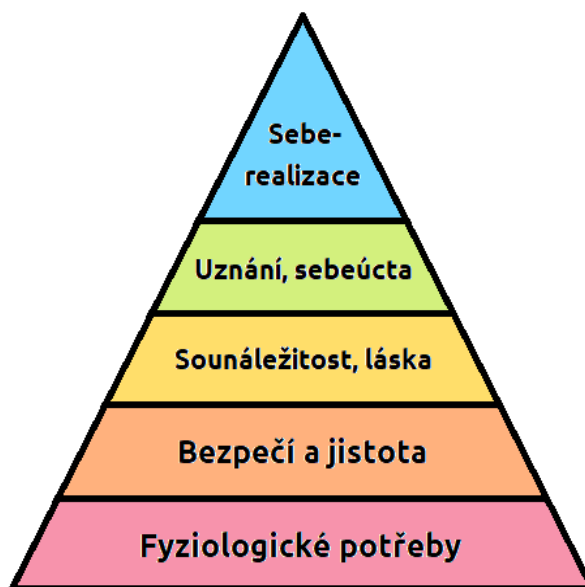 Sebe-
realizace
Uznání, sebeúcta
Sounáležitost, láska
Bezpečí a jistota
Fyziologické potřeby